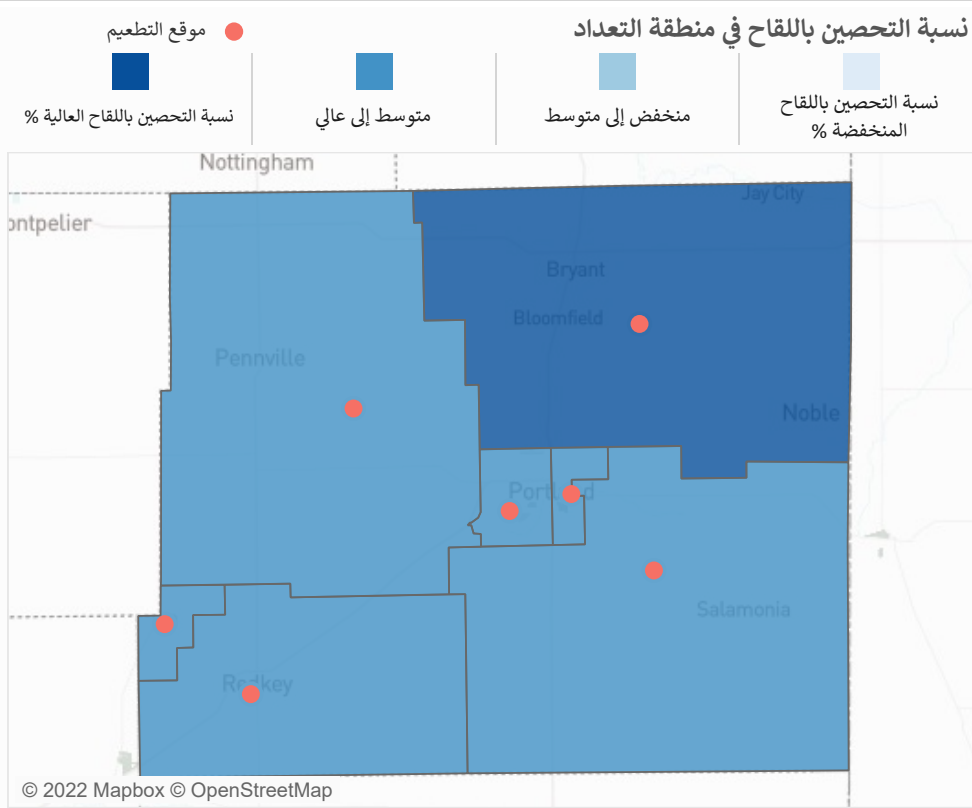 نسبة التحصين باللقاح في منطقة التعداد
موقع التطعيم
نسبة التحصين باللقاح
المنخفضة %
منخفض إلى متوسط
متوسط إلى عالي
نسبة التحصين باللقاح العالية %
Nottingham
Jay City
ontpelier
Bryant
Bloomfield
Pennville
Noble
Portland
Salamonia
Redkey
© 2022 Mapbox © OpenStreetMap